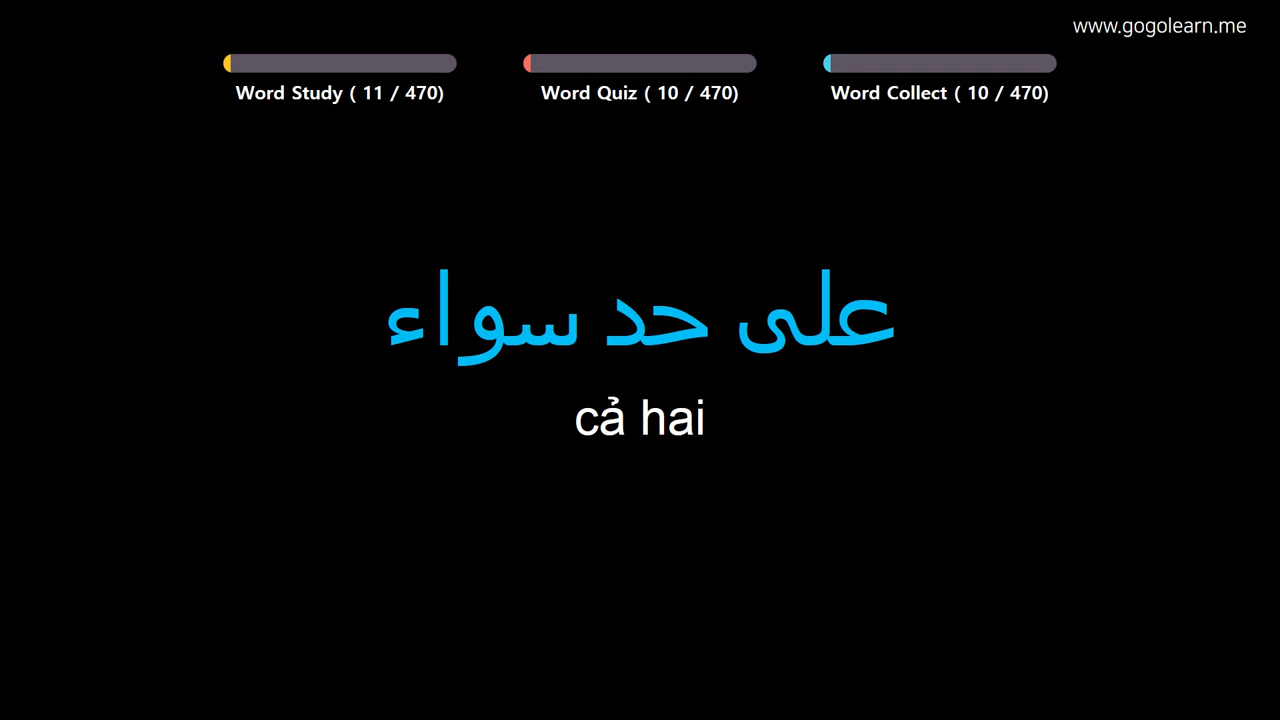 www.gogolearn.me
Word Study ( 11 / 470)
Word Quiz ( 10 / 470)
Word Collect ( 10 / 470)
على حد سواء
cả hai